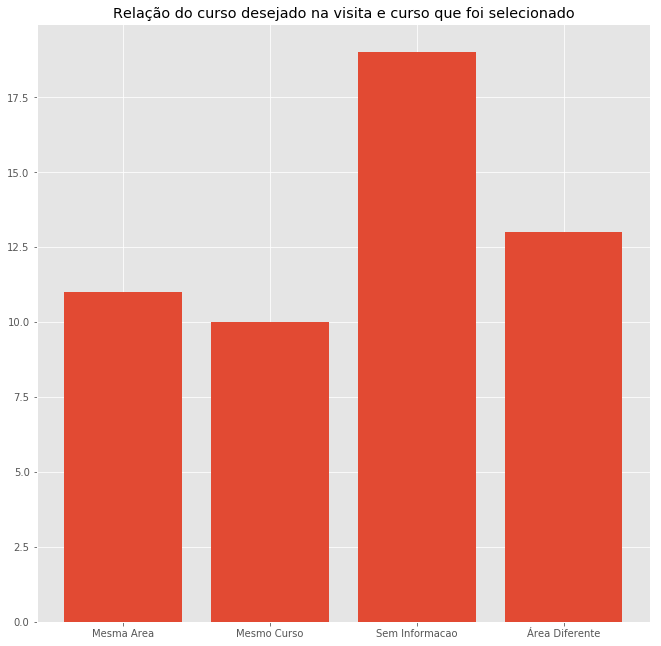 Relação do curso desejado na visita e curso que foi selecionado
17.5
15.0
12.5
10.0
7.5
5.0
2.5
0.0
Mesma Area
Mesmo Curso
Sem Informacao
Área Diferente